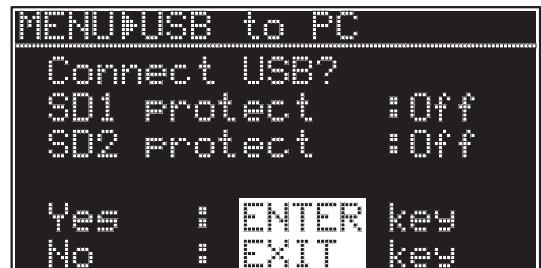 MENU▶USB to PC
Connect USB?
SD1 protect :Off
SD2 protect :Off
Yes : ENTER key
No : EXIT key